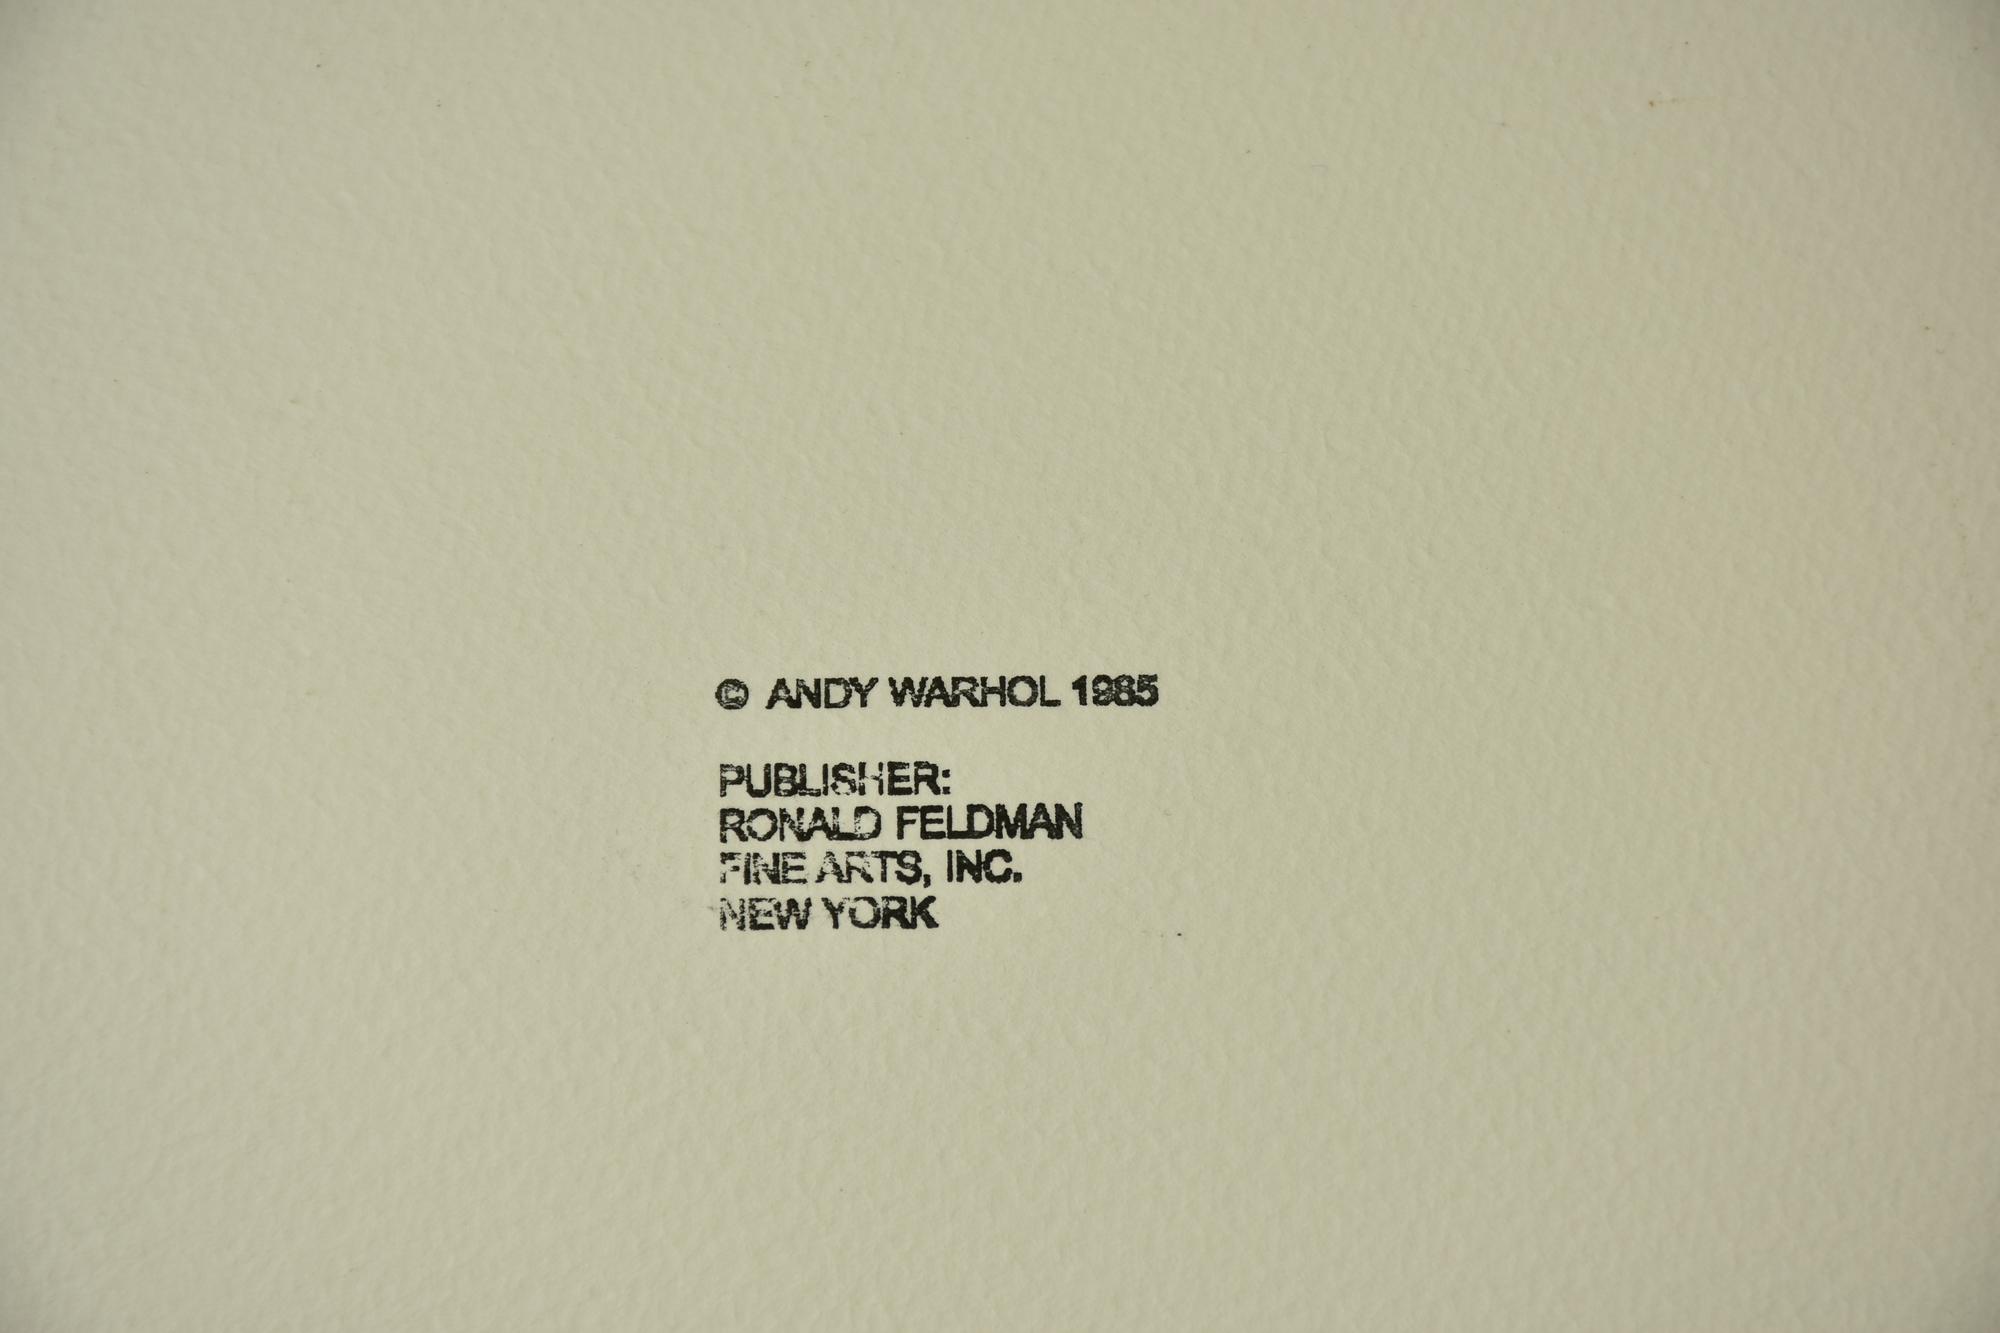 © ANDY WARHOL 1985
PUBLISHER:
RONALD FELDMAN
FINE ARTS, INC.
NEW YORK